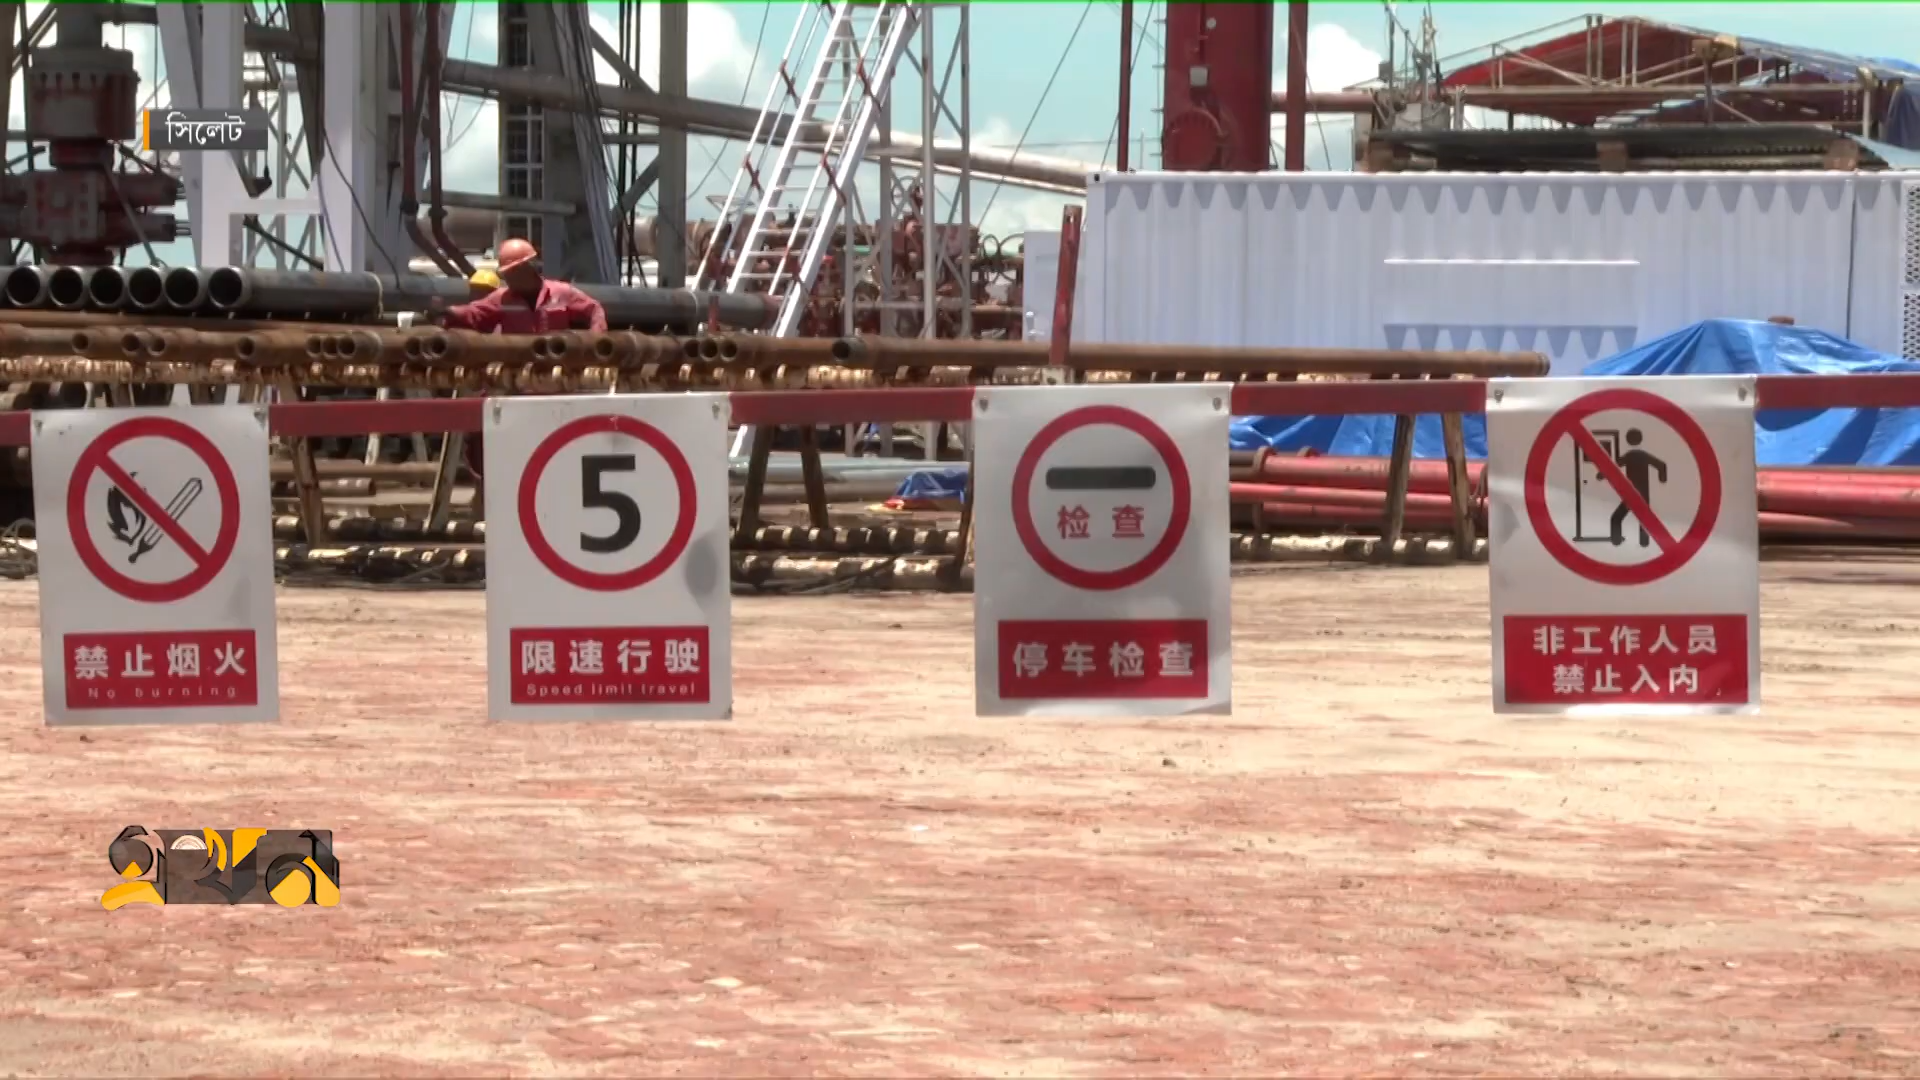 সিলেট
5
检查
禁止烟火
No burning
限速行驶
Speed limit travel
停车检查
非工作人员
禁止入内
এখন